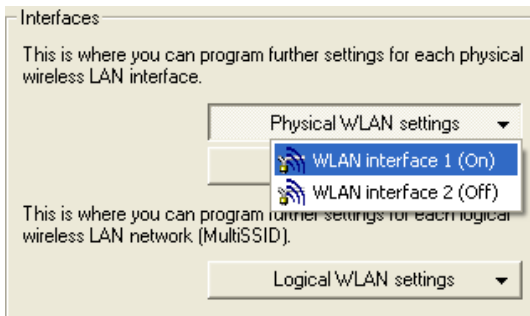 Interfaces
This is where you can program further settings for each physical
wireless LAN interface.
Physical WLAN settings
WLAN interface 1 (On)
WLAN interface 2 (Off)
This is where you can program further settings for each logical
wireless LAN network (MultiSSID).
Logical WLAN settings